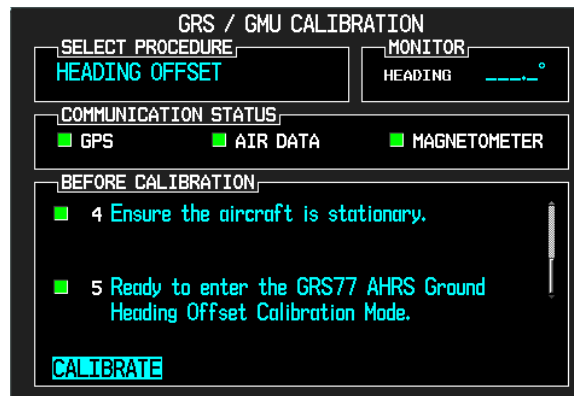 GRS / GMU CALIBRATION
SELECT PROCEDURE
HEADING OFFSET
MONITOR
HEADING ___._°
COMMUNICATION STATUS
GPS AIR DATA MAGNETOMETER
BEFORE CALIBRATION
4 Ensure the aircraft is stationary.
5 Ready to enter the GRS77 AHRS Ground
Heading Offset Calibration Mode.
CALIBRATE